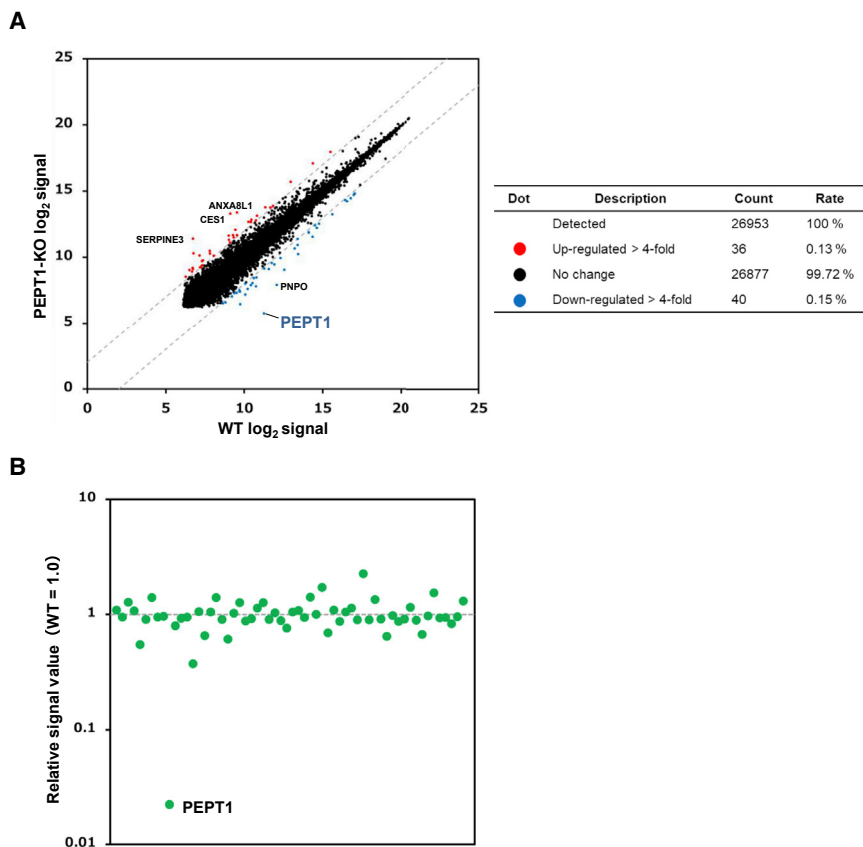 A
25
20
15
10
5
0
PEPT1-KO log2 signal
ANXA8L1
CES1
SERPINE3
PNPO
PEPT1
0 5 10 15 20 25
WT log2 signal
Dot Description Count Rate
Detected 26953 100 %
Up-regulated > 4-fold 36 0.13 %
No change 26877 99.72 %
Down-regulated > 4-fold 40 0.15 %
B
10
1
0.1
0.01
Relative signal value (WT = 1.0)
PEPT1